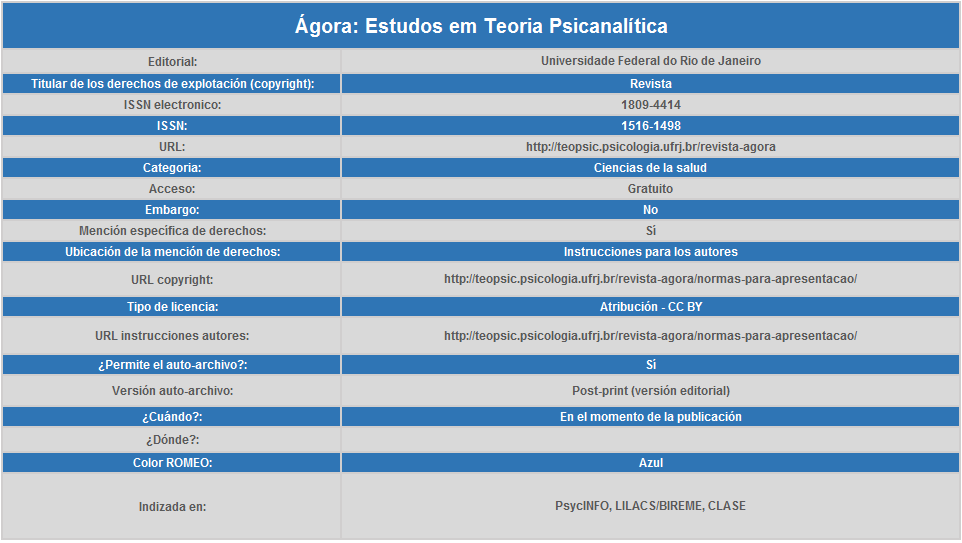 Ágora: Estudos em Teoria Psicanalítica
Editorial: Universidade Federal do Rio de Janeiro
Titular de los derechos de explotación (copyright): Revista
ISSN electronico: 1809-4414
ISSN: 1516-1498
URL: http://teopsic.psicologia.ufrj.br/revista-agora
Categoria: Ciencias de la salud
Acceso: Gratuito
Embargo: No
Mención específica de derechos: Sí
Ubicación de la mención de derechos: Instrucciones para los autores
URL copyright: http://teopsic.psicologia.ufrj.br/revista-agora/normas-para-apresentacao/
Tipo de licencia: Atribución - CC BY
URL instrucciones autores: http://teopsic.psicologia.ufrj.br/revista-agora/normas-para-apresentacao/
¿Permite el auto-archivo?: Sí
Versión auto-archivo: Post-print (versión editorial)
¿Cuándo?: En el momento de la publicación
¿Dónde?:
Color ROMEO: Azul
Indizada en: PsycINFO, LILACS/BIREME, CLASE